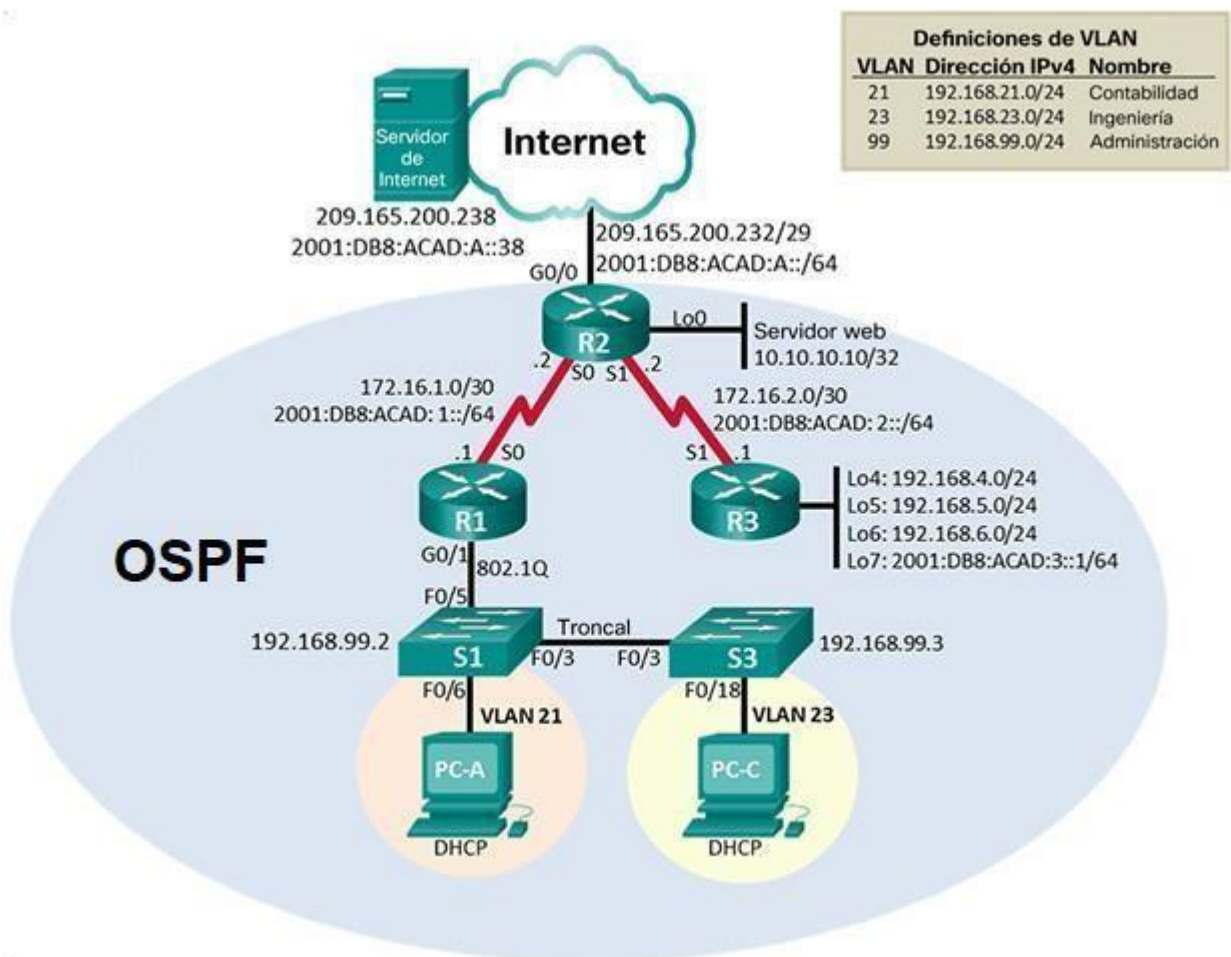 Definiciones de VLAN
VLAN Dirección IPv4 Nombre
21 192.168.21.0/24 Contabilidad
23 192.168.23.0/24 Ingeniería
99 192.168.99.0/24 Administración
Servidor
de
Internet
Internet
209.165.200.238
2001:DB8:ACAD:A::38
209.165.200.232/29
2001:DB8:ACAD:A::/64
G0/0
R2
Lo0
Servidor web
10.10.10.10/32
.2
S0
S1
.2
172.16.1.0/30
2001:DB8:ACAD: 1::/64
172.16.2.0/30
2001:DB8:ACAD: 2::/64
.1
S0
S1
.1
R1
R3
Lo4: 192.168.4.0/24
Lo5: 192.168.5.0/24
Lo6: 192.168.6.0/24
Lo7: 2001:DB8:ACAD:3::1/64
OSPF
G0/1
802.1Q
F0/5
192.168.99.2
S1
Troncal
F0/3
F0/3
S3
192.168.99.3
F0/6
VLAN 21
F0/18
VLAN 23
PC-A
PC-C
DHCP
DHCP